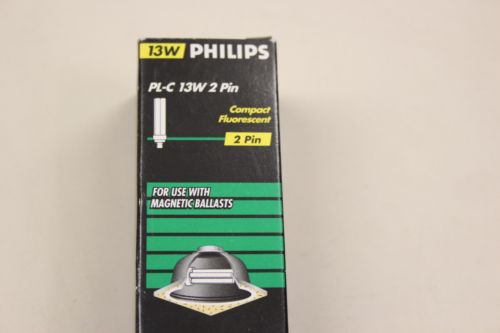 13W PHILIPS
PL-C 13W 2 Pin
Compact
Fluorescent
2 Pin
FOR USE WITH
MAGNETIC BALLASTS